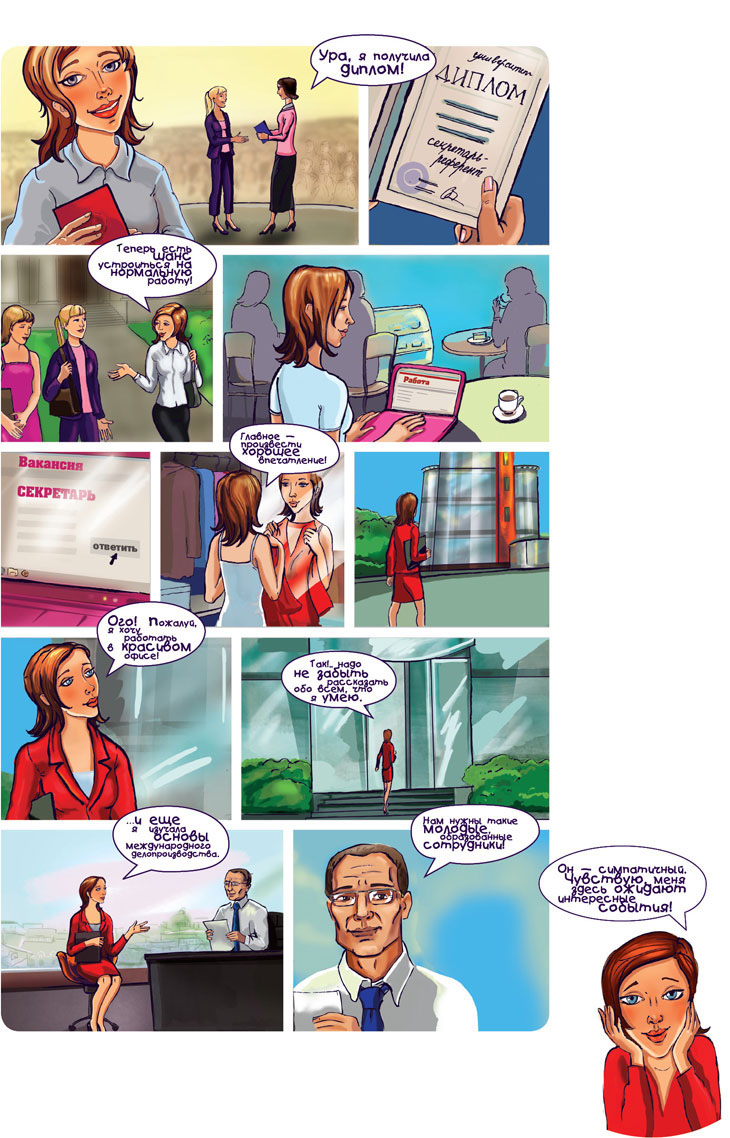 Ура, я получила
диплом!
университет
ДИПЛОМ
секретарь-
референт
Теперь есть
шанс
устроиться на
нормальную
работу!
Работа
Вакансия
СЕКРЕТАРЬ
ответить
Главное —
произвести
хорошее
впечатление!
Ого! Пожалуй,
я хочу
работать
в красивом
офисе!
Так!.. надо
не забыть
рассказать
обо всем, что
я умею.
...и еще
я изучала
основы
международного
делопроизводства.
Нам нужны такие
молодые,
образованные
сотрудники!
Он — симпатичный.
Чувствую, меня
здесь ожидают
интересные
события!